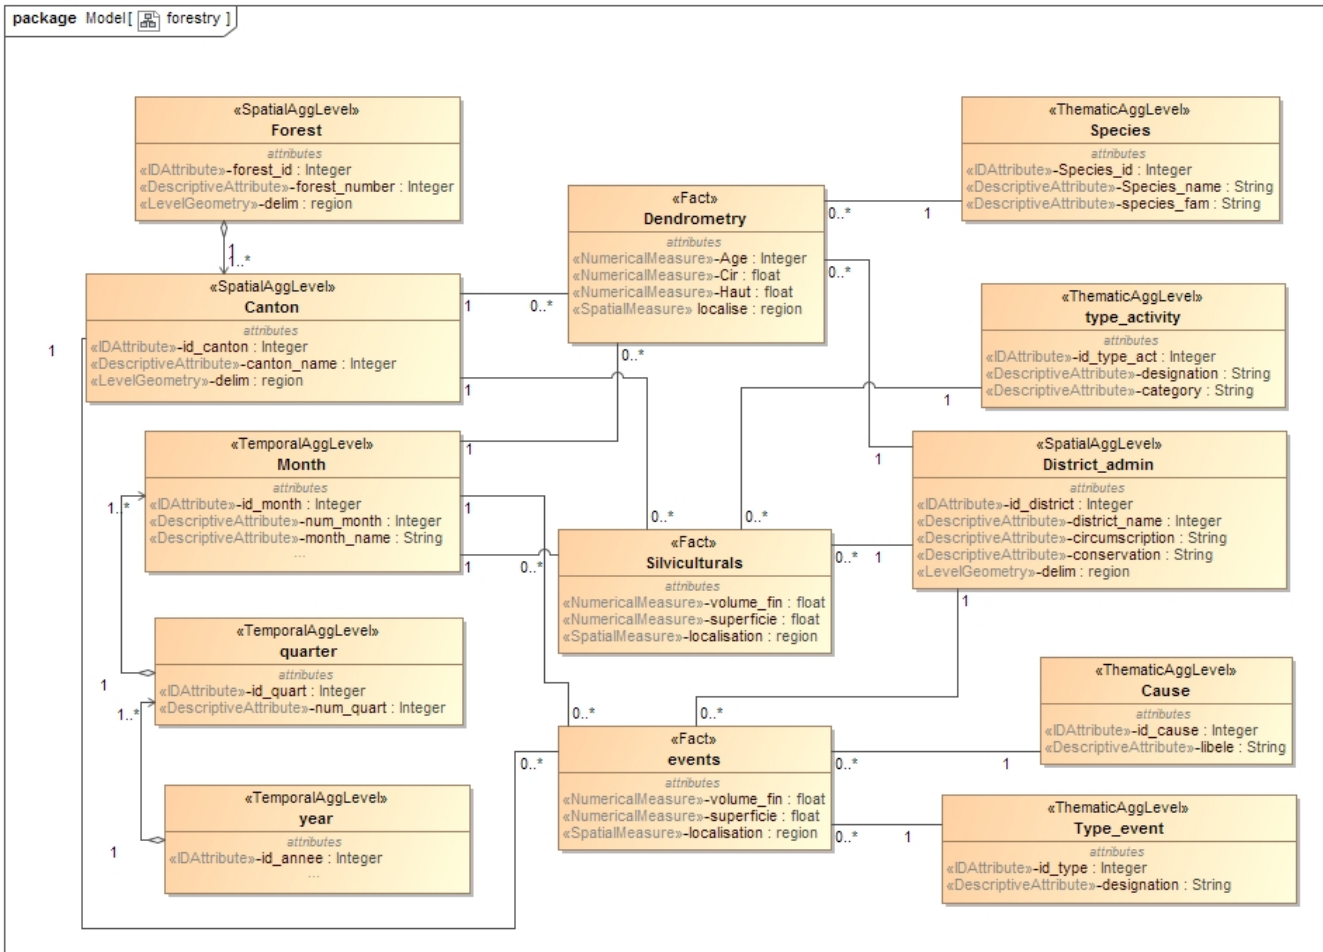 package Model[ forestry ]
«SpatialAggLevel»
Forest
attributes
«IDAttribute»-forest_id : Integer
«DescriptiveAttribute»-forest_number : Integer
«LevelGeometry»-delim : region
1
1..*
«SpatialAggLevel»
Canton
attributes
«IDAttribute»-id_canton : Integer
«DescriptiveAttribute»-canton_name : Integer
«LevelGeometry»-delim : region
1
1
0..*
1
«TemporalAggLevel»
Month
attributes
«IDAttribute»-id_month : Integer
«DescriptiveAttribute»-num_month : Integer
«DescriptiveAttribute»-month_name : String
...
1
1
1
1..*
«TemporalAggLevel»
quarter
attributes
«IDAttribute»-id_quart : Integer
«DescriptiveAttribute»-num_quart : Integer
1
1..*
«TemporalAggLevel»
year
attributes
«IDAttribute»-id_annee : Integer
...
1
«Fact»
Dendrometry
attributes
«NumericalMeasure»-Age : Integer
«NumericalMeasure»-Cir : float
«NumericalMeasure»-Haut : float
«SpatialMeasure» localise : region
0..*
1
0..*
0..*
0..*
0..*
«Fact»
Silviculturals
attributes
«NumericalMeasure»-volume_fin : float
«NumericalMeasure»-superficie : float
«SpatialMeasure»-localisation : region
0..*
0..*
1
0..*
0..*
0..*
«Fact»
events
attributes
«NumericalMeasure»-volume_fin : float
«NumericalMeasure»-superficie : float
«SpatialMeasure»-localisation : region
0..*
1
0..*
1
«ThematicAggLevel»
Species
attributes
«IDAttribute»-Species_id : Integer
«DescriptiveAttribute»-Species_name : String
«DescriptiveAttribute»-species_fam : String
«ThematicAggLevel»
type_activity
attributes
«IDAttribute»-id_type_act : Integer
«DescriptiveAttribute»-designation : String
«DescriptiveAttribute»-category : String
1
1
«SpatialAggLevel»
District_admin
attributes
«IDAttribute»-id_district : Integer
«DescriptiveAttribute»-district_name : Integer
«DescriptiveAttribute»-circumscription : String
«DescriptiveAttribute»-conservation : String
«LevelGeometry»-delim : region
1
«ThematicAggLevel»
Cause
attributes
«IDAttribute»-id_cause : Integer
«DescriptiveAttribute»-libele : String
«ThematicAggLevel»
Type_event
attributes
«IDAttribute»-id_type : Integer
«DescriptiveAttribute»-designation : String